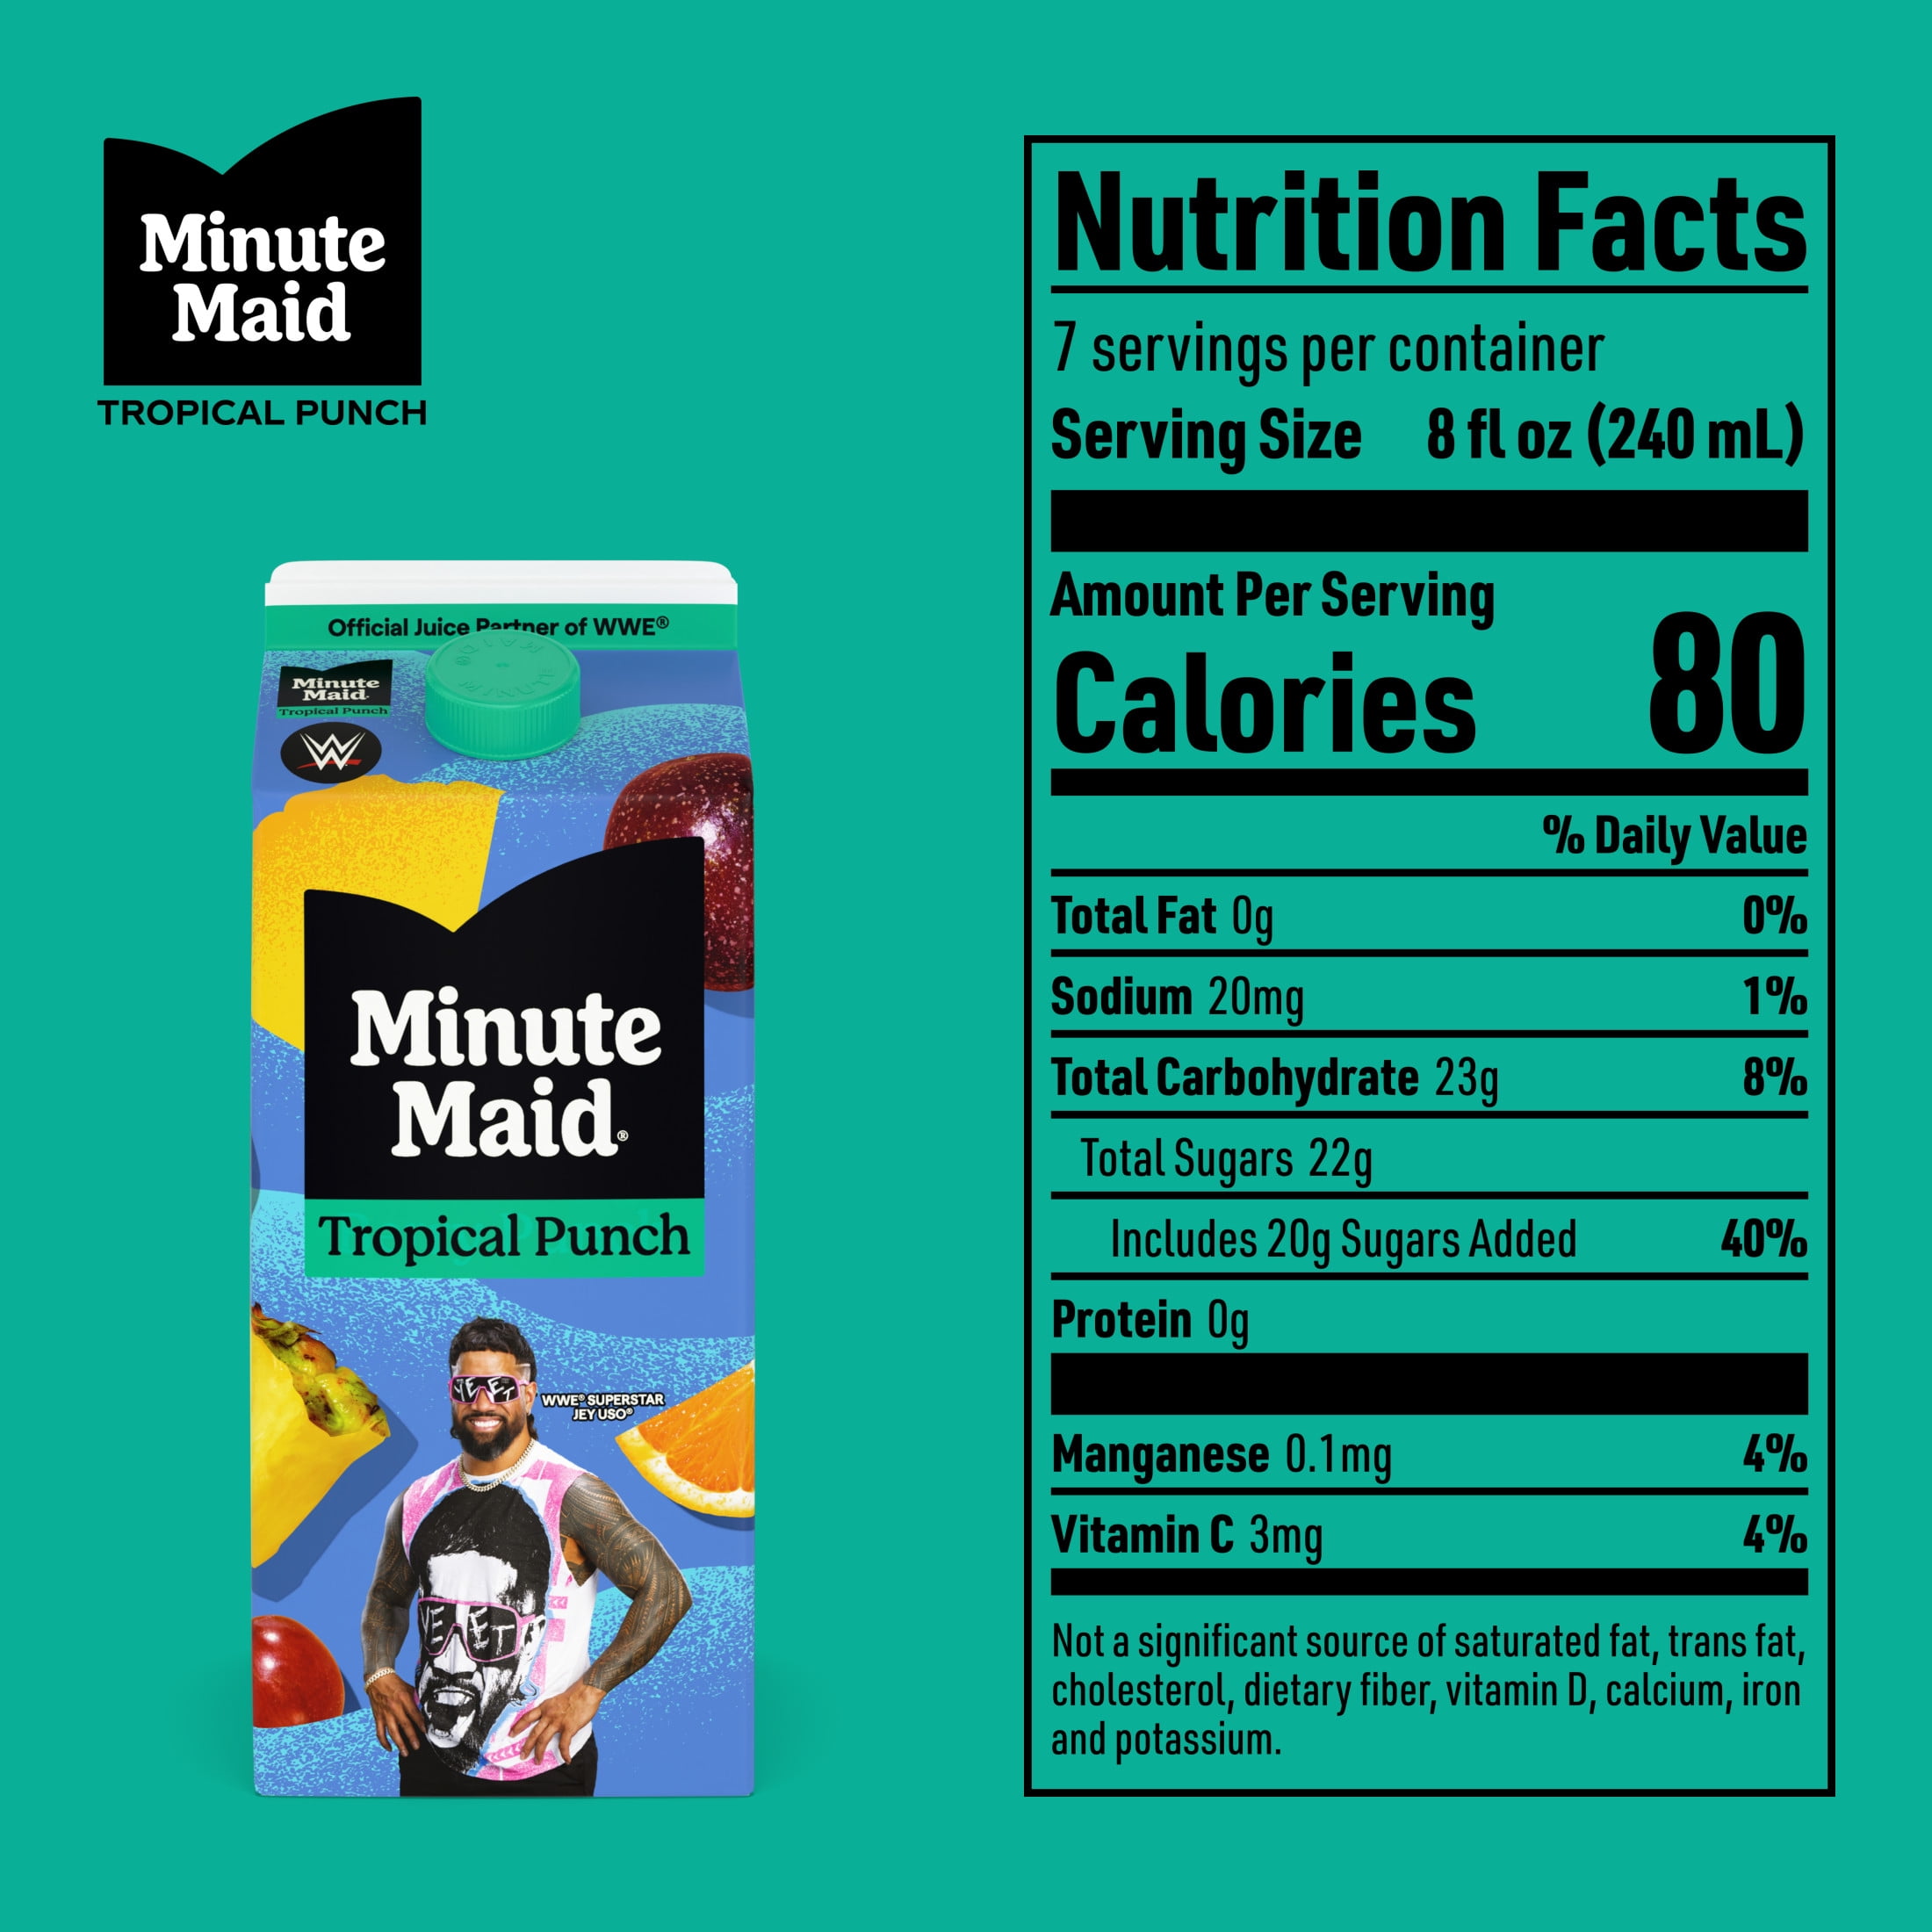 Minute
Maid
TROPICAL PUNCH
Official Juice Partner of WWE®
MINUTE MAID®
Minute
Maid
Tropical Punch
W
Minute
Maid®
Tropical Punch
YEET
WWE® SUPERSTAR
JEY USO®
YEET
Nutrition Facts
7 servings per container
Serving Size 8 fl oz (240 mL)
Amount Per Serving
Calories 80
% Daily Value
Total Fat 0g 0%
Sodium 20mg 1%
Total Carbohydrate 23g 8%
Total Sugars 22g
Includes 20g Sugars Added 40%
Protein 0g
Manganese 0.1mg 4%
Vitamin C 3mg 4%
Not a significant source of saturated fat, trans fat,
cholesterol, dietary fiber, vitamin D, calcium, iron
and potassium.